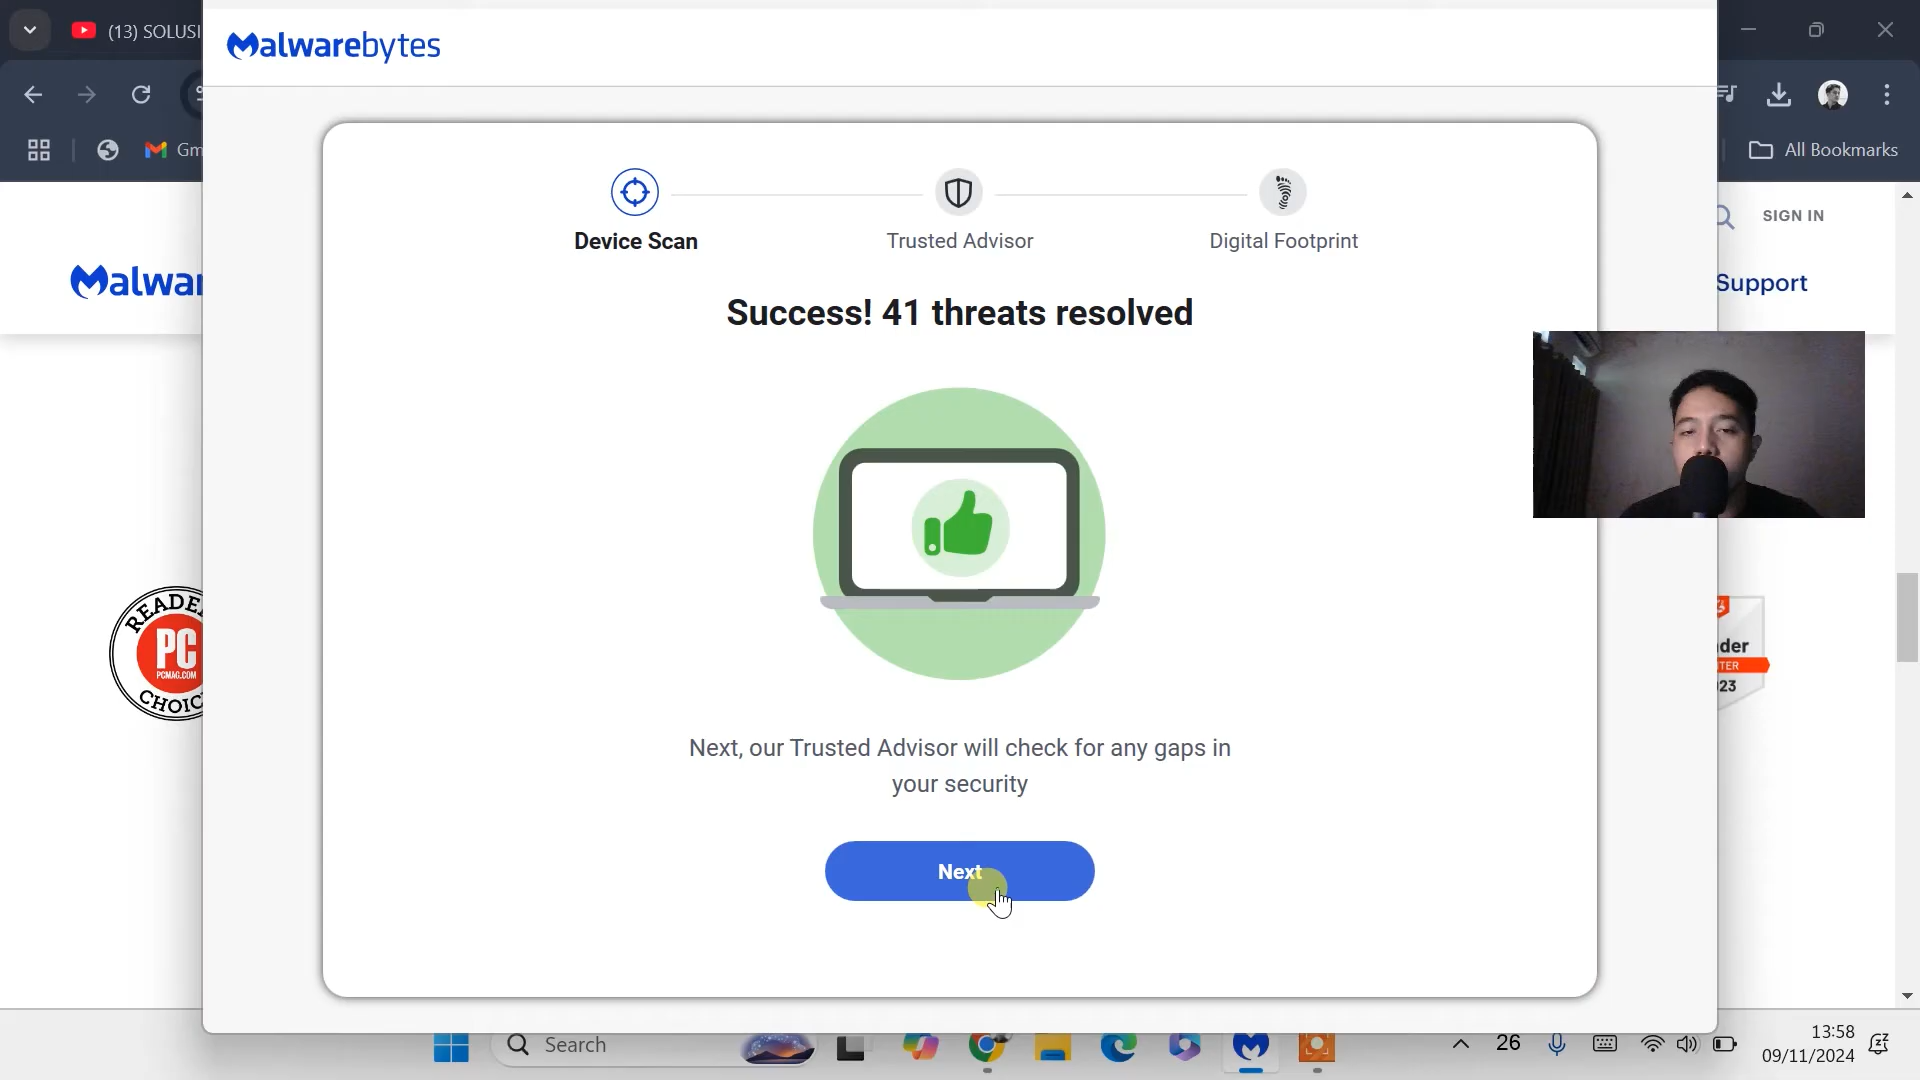 (13) SOLUSI
Malwarebytes
Gm
All Bookmarks
SIGN IN
Malwar
Support
Device Scan
Trusted Advisor
Digital Footprint
Success! 41 threats resolved
READE
PC
PCMAG.COM
CHOIC
der
TER
23
Next, our Trusted Advisor will check for any gaps in
your security
Next
Search
26
13:58
09/11/2024